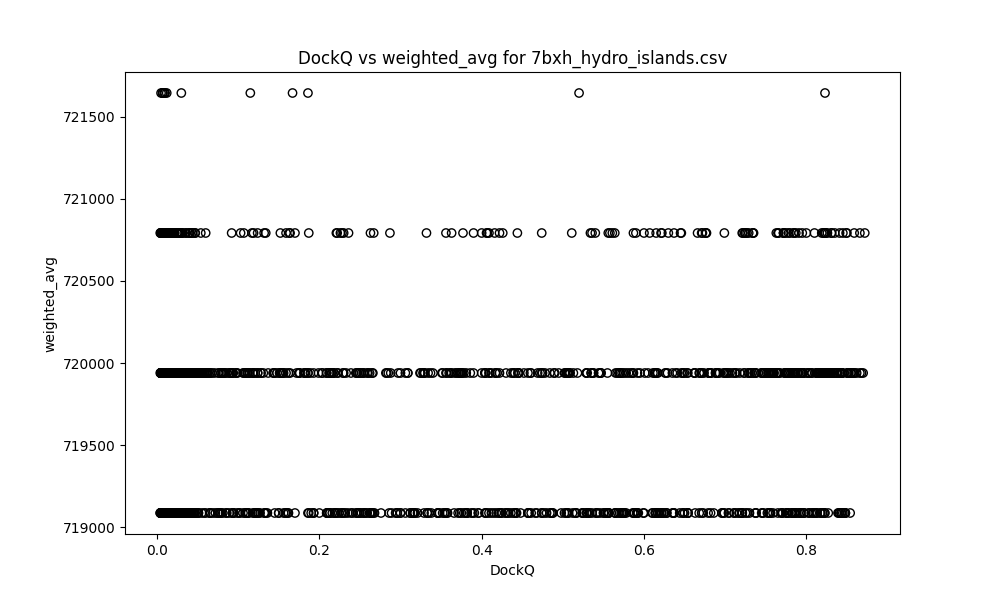 DockQ vs weighted_avg for 7bxh_hydro_islands.csv
721500
721000
720500
720000
719500
719000
weighted_avg
0.0 0.2 0.4 0.6 0.8
DockQ